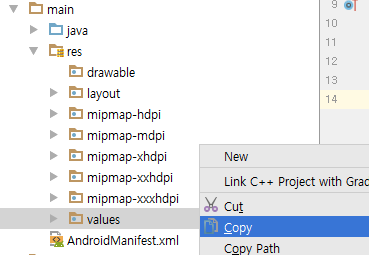 main
java
res
drawable
layout
mipmap-hdpi
mipmap-mdpi
mipmap-xhdpi
mipmap-xxhdpi
mipmap-xxxhdpi
values
AndroidManifest.xml
9
10
11
12
13
14
New
Link C++ Project with Grad
Cut
Copy
Copy Path